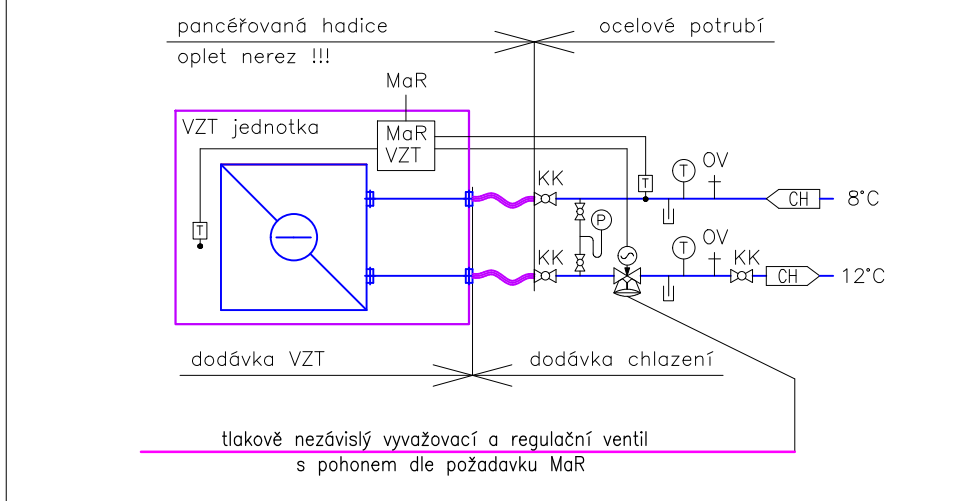 pancéřovaná hadice
ocelové potrubí
oplet nerez !!!
MaR
VZT jednotka
MaR
VZT
KK
T
T
OV
CH
8°C
T
P
KK
T
OV
KK
CH
12°C
dodávka VZT
dodávka chlazení
tlakově nezávislý vyvažovací a regulační ventil
s pohonem dle požadavku MaR